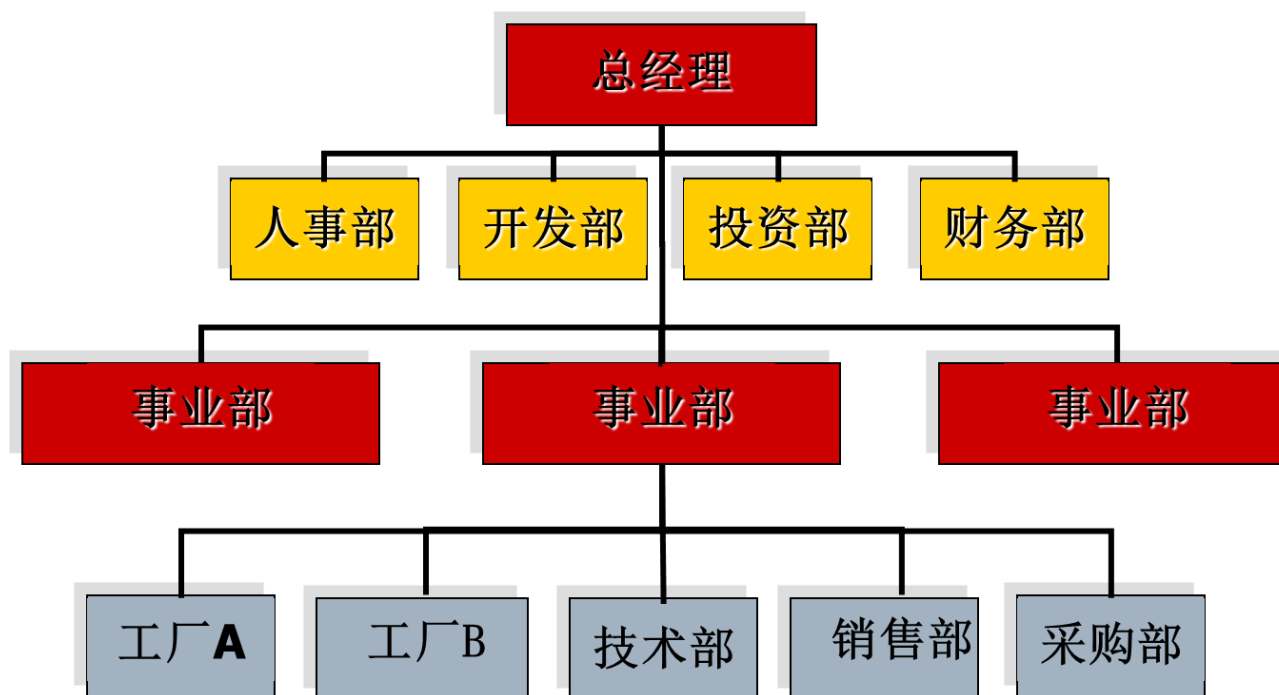 总经理
人事部
开发部
投资部
财务部
事业部
事业部
事业部
工厂A
工厂B
技术部
销售部
采购部